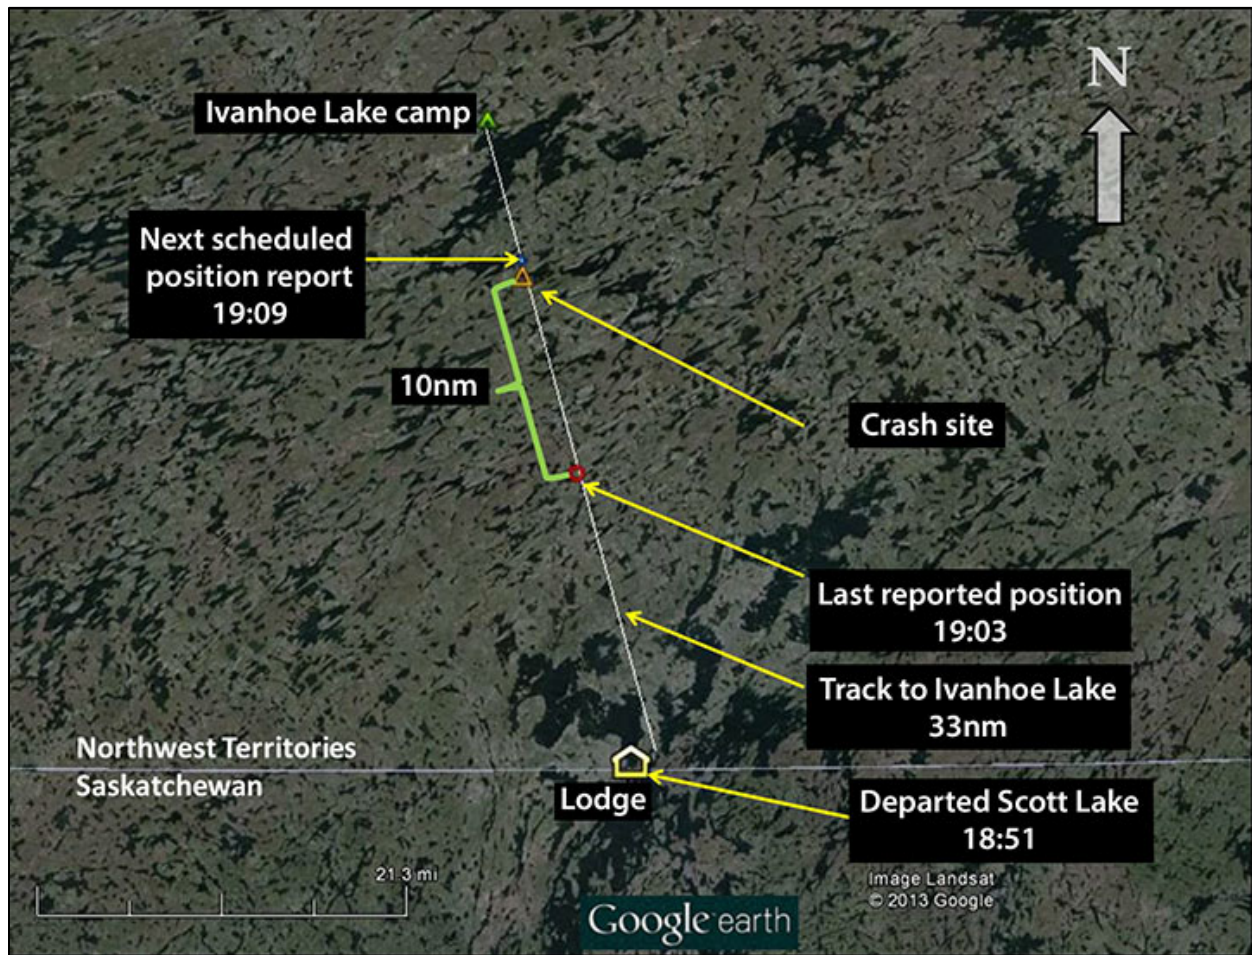 N
Ivanhoe Lake camp
Next scheduled
position report
19:09
10nm
Crash site
Last reported position
19:03
Track to Ivanhoe Lake
33nm
Northwest Territories
Saskatchewan
Lodge
Departed Scott Lake
18:51
21.3 mi
Image Landsat
© 2013 Google
Google earth